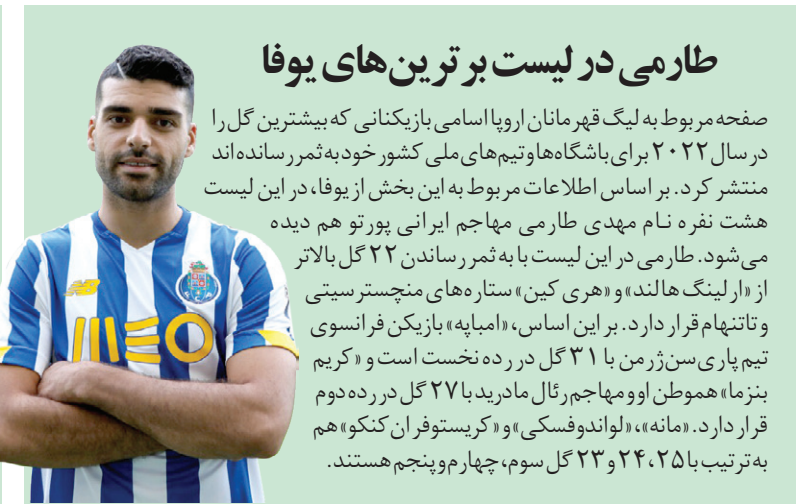 طارمی در لیست برترین‌های یوفا
صفحه مربوط به لیگ قهرمانان اروپا اسامی بازیکنانی که بیشترین گل را
در سال ۲۰۲۲ برای باشگاه‌ها و تیم‌های ملی کشور خود به ثمر رسانده‌اند
منتشر کرد. بر اساس اطلاعات مربوط به این بخش از یوفا، در این لیست
هشت نفره نام مهدی طارمی مهاجم ایرانی پورتو هم دیده
می‌شود. طارمی در این لیست با به ثمر رساندن ۲۲ گل بالاتر
از «ارلینگ هالند» و «هری کین» ستاره‌های منچسترسیتی
و تاتنهام قرار دارد. بر این اساس، «امباپه» بازیکن فرانسوی
تیم پاری‌سن‌ژرمن با ۳۱ گل در رده نخست است و «کریم
بنزما» هموطن او و مهاجم رئال مادرید با ۲۷ گل در رده دوم
قرار دارد. «مانه»، «لواندوفسکی» و «کریستوفر ان‌کنکو» هم
به ترتیب با ۲۵، ۲۴ و ۲۳ گل سوم، چهارم و پنجم هستند.
MEO